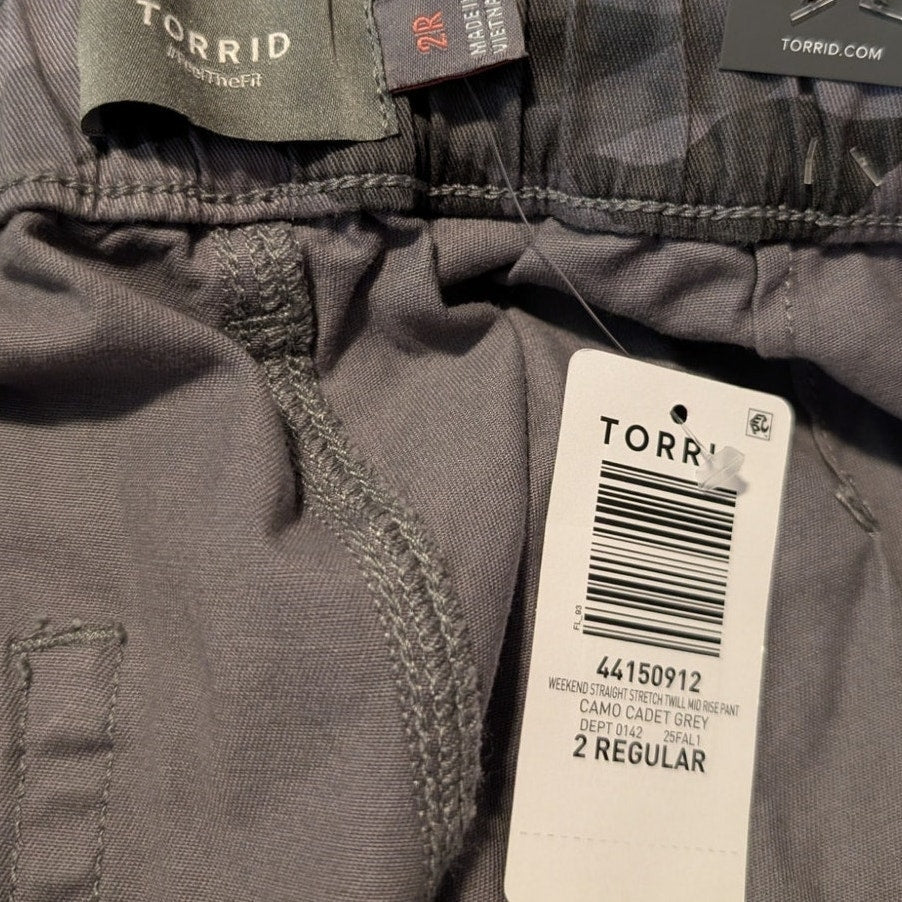 TORRID
#FeelTheFit
2R
MADE IN
VIETNA
TORRID.COM
TORRI
FL_93
44150912
WEEKEND STRAIGHT STRETCH TWILL MID RISE PANT
CAMO CADET GREY
DEPT 0142 25FAL1
2 REGULAR